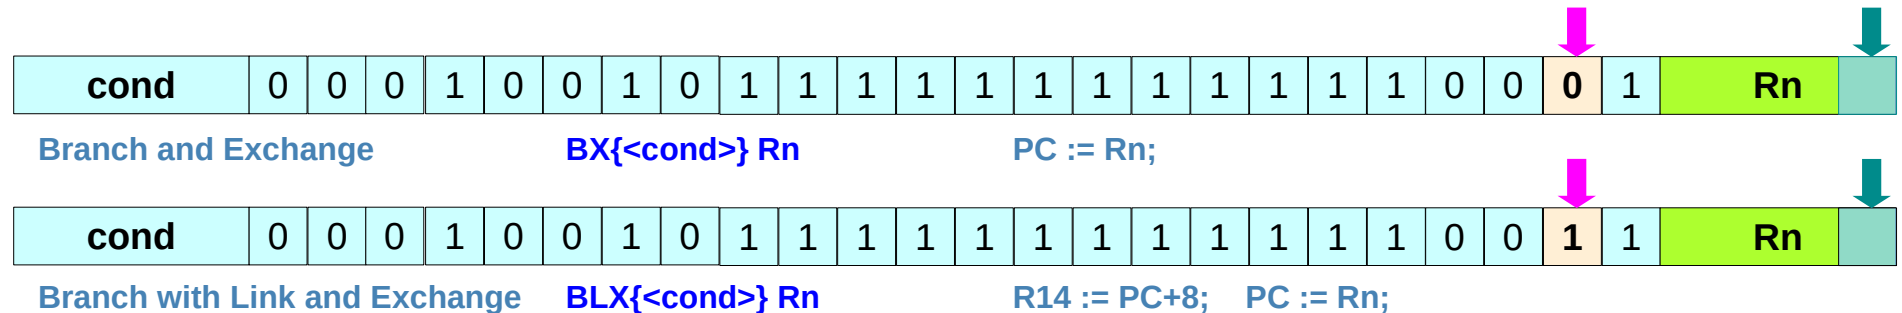 cond 0 0 0 1 0 0 1 0 1 1 1 1 1 1 1 1 1 1 1 1 0 0 0 1 Rn
Branch and Exchange BX{<cond>} Rn PC := Rn;
cond 0 0 0 1 0 0 1 0 1 1 1 1 1 1 1 1 1 1 1 1 0 0 1 1 Rn
Branch with Link and Exchange BLX{<cond>} Rn R14 := PC+8; PC := Rn;